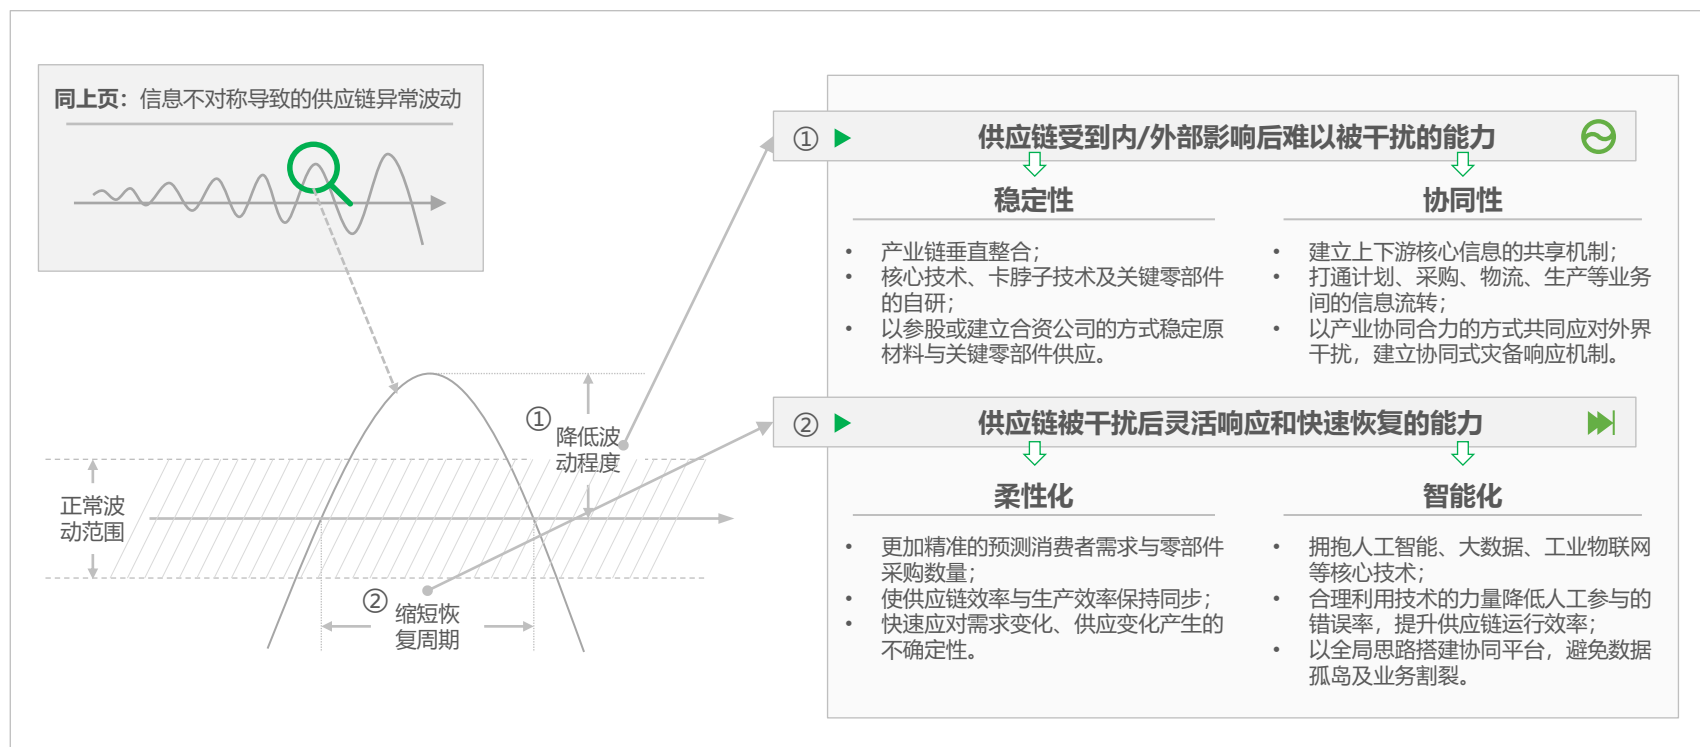 同上页：信息不对称导致的供应链异常波动
①
降低波
动程度
正常波
动范围
②
缩短恢
复周期
① 供应链受到内/外部影响后难以被干扰的能力
稳定性
• 产业链垂直整合；
• 核心技术、卡脖子技术及关键零部件
的自研；
• 以参股或建立合资公司的方式稳定原
材料与关键零部件供应。
协同性
• 建立上下游核心信息的共享机制；
• 打通计划、采购、物流、生产等业务
间的信息流转；
• 以产业协同合力的方式共同应对外界
干扰，建立协同式灾备响应机制。
② 供应链被干扰后灵活响应和快速恢复的能力
柔性化
• 更加精准的预测消费者需求与零部件
采购数量；
• 使供应链效率与生产效率保持同步；
• 快速应对需求变化、供应变化产生的
不确定性。
智能化
• 拥抱人工智能、大数据、工业物联网
等核心技术；
• 合理利用技术的力量降低人工参与的
错误率，提升供应链运行效率；
• 以全局思路搭建协同平台，避免数据
孤岛及业务割裂。